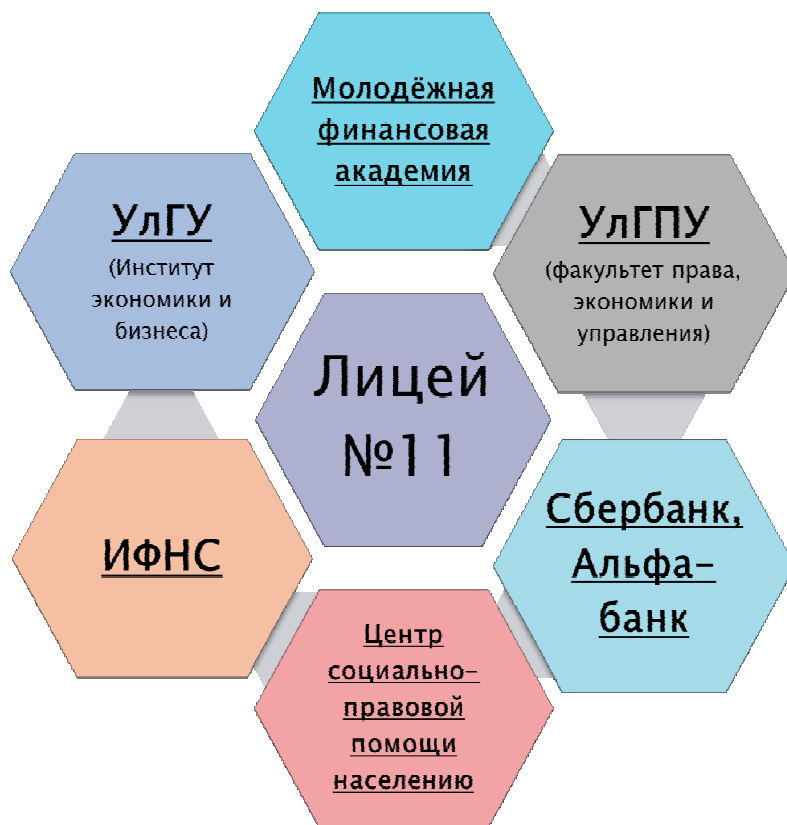 Молодёжная
финансовая
академия
УлГУ
(Институт
экономики и
бизнеса)
УлГПУ
(факультет права,
экономики и
управления)
Лицей
№11
ИФНС
Сбербанк,
Альфа-
банк
Центр
социально-
правовой
помощи
населению